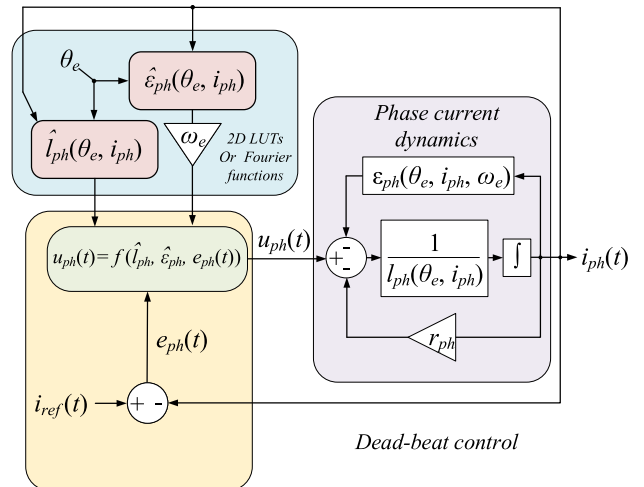 θₑ
ε̂ₚₕ(θₑ, iₚₕ)
l̂ₚₕ(θₑ, iₚₕ)
ωₑ
2D LUTs
Or Fourier
functions
Phase current
dynamics
εₚₕ(θₑ, iₚₕ, ωₑ)
uₚₕ(t)=f(l̂ₚₕ, ε̂ₚₕ, eₚₕ(t))
uₚₕ(t)
+ - -
1
lₚₕ(θₑ, iₚₕ)
∫
iₚₕ(t)
rₚₕ
eₚₕ(t)
i_ref(t)
+ -
Dead-beat control